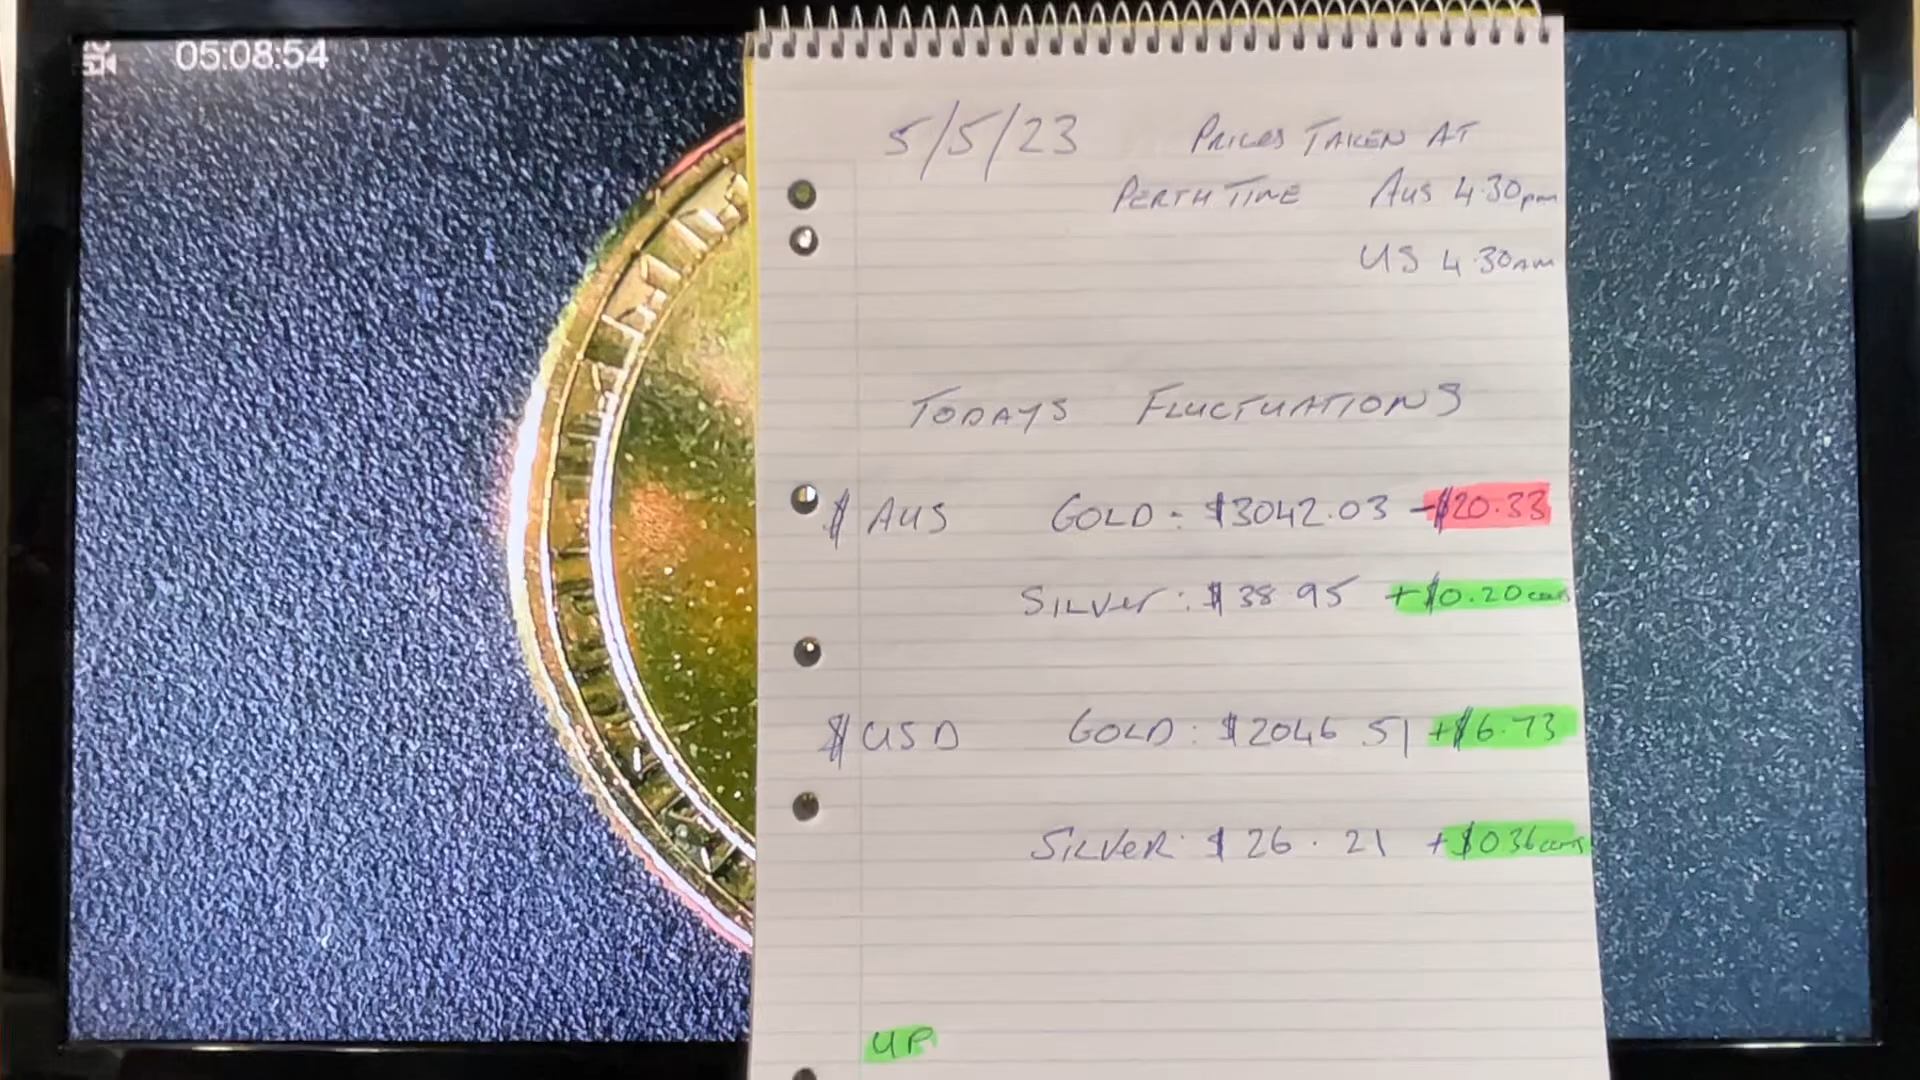 05:08:54
5/5/23 PRICES TAKEN AT
PERTH TIME AUS 4.30pm
US 4.30am
TODAYS FLUCTUATIONS
$ AUS GOLD: $3042.03 -$20.33
SILVER: $38.95 +$0.20cents
$ USD GOLD: $2046.51 +$6.73
SILVER: $26.21 +$0.36cents
UP